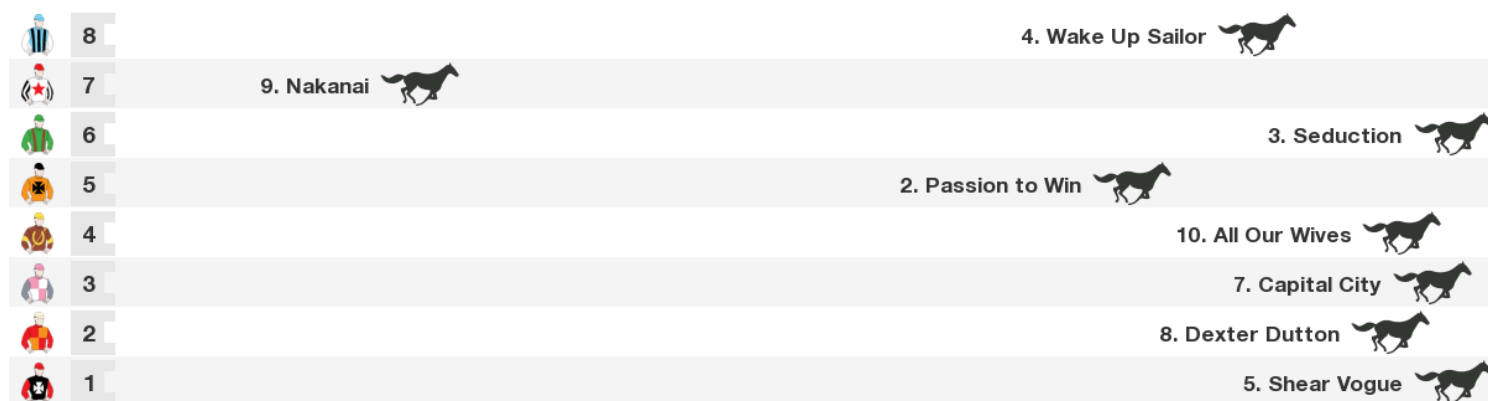 8 4. Wake Up Sailor
7 9. Nakanai
6 3. Seduction
5 2. Passion to Win
4 10. All Our Wives
3 7. Capital City
2 8. Dexter Dutton
1 5. Shear Vogue